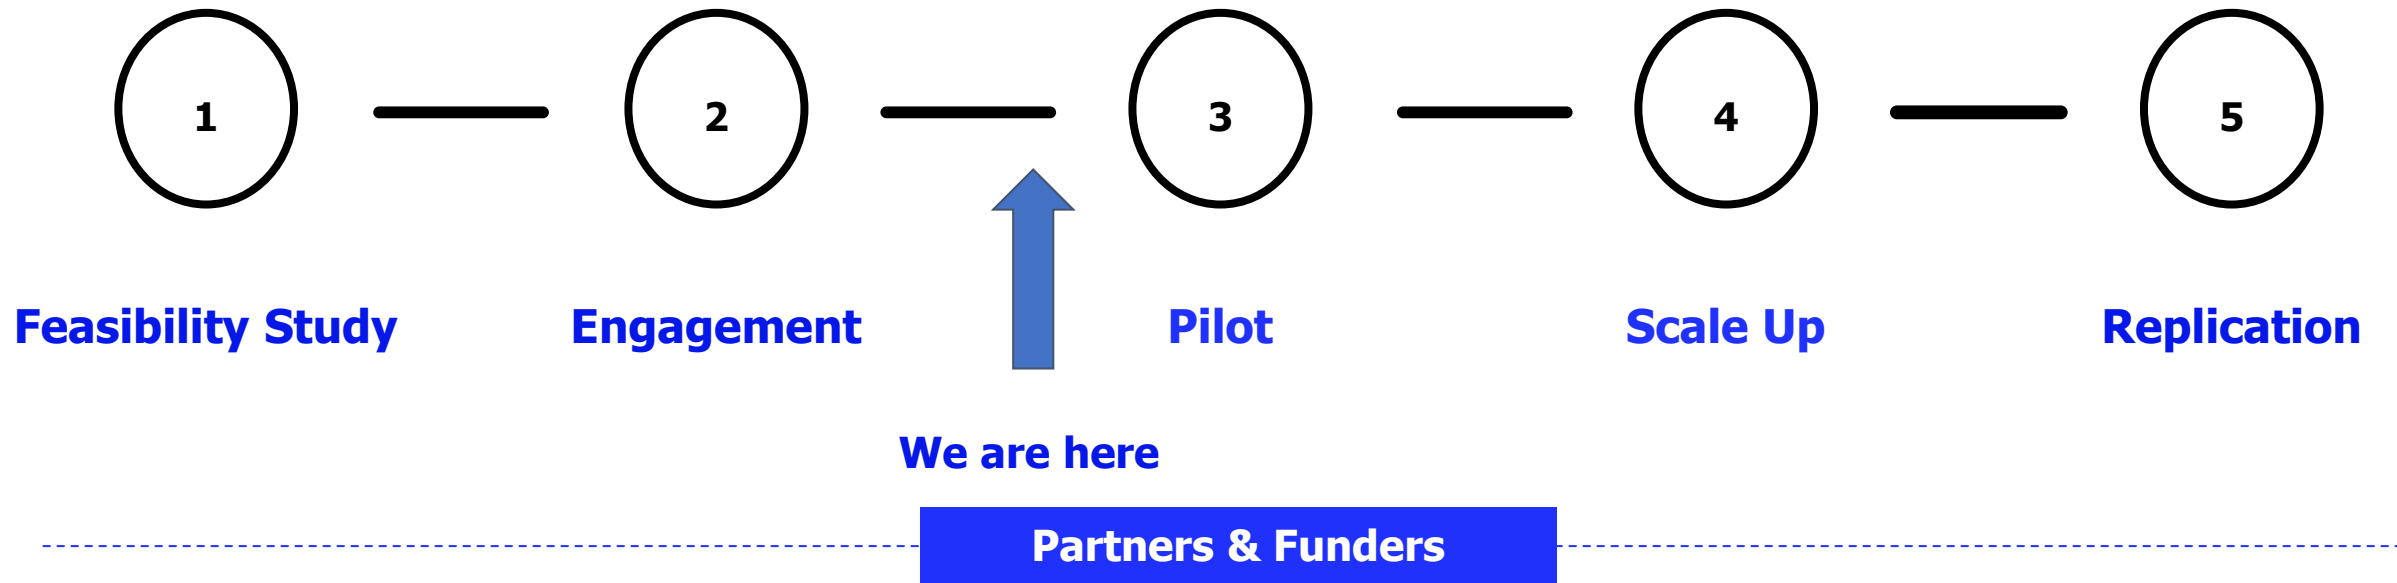 1
2
3
4
5
Feasibility Study
Engagement
Pilot
Scale Up
Replication
We are here
Partners & Funders